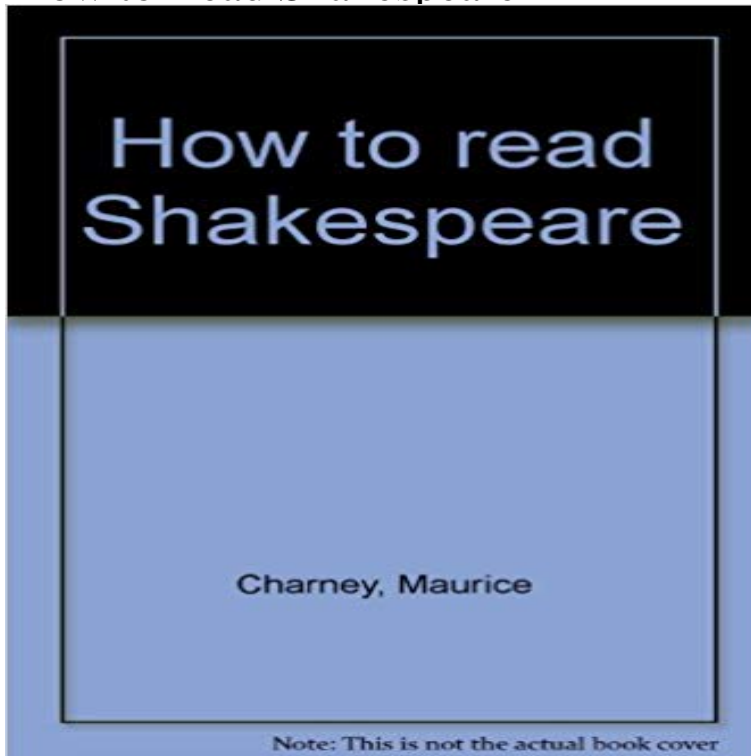 How to read
Shakespeare
Charney, Maurice
Note: This is not the actual book cover